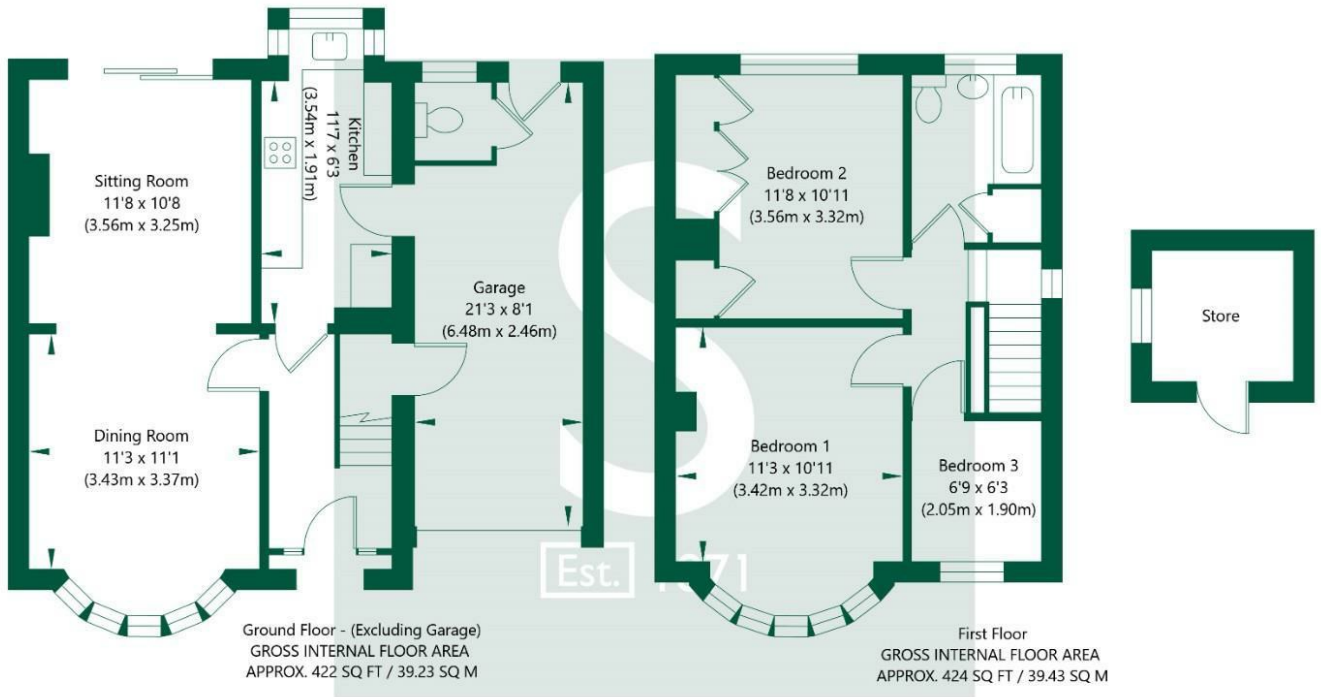 Sitting Room
11'8 x 10'8
(3.56m x 3.25m)
Kitchen
11'7 x 6'3
(3.54m x 1.91m)
Dining Room
11'3 x 11'1
(3.43m x 3.37m)
Garage
21'3 x 8'1
(6.48m x 2.46m)
Ground Floor - (Excluding Garage)
GROSS INTERNAL FLOOR AREA
APPROX. 422 SQ FT / 39.23 SQ M
Bedroom 2
11'8 x 10'11
(3.56m x 3.32m)
Bedroom 1
11'3 x 10'11
(3.42m x 3.32m)
Bedroom 3
6'9 x 6'3
(2.05m x 1.90m)
First Floor
GROSS INTERNAL FLOOR AREA
APPROX. 424 SQ FT / 39.43 SQ M
Store
S
Est. 1871